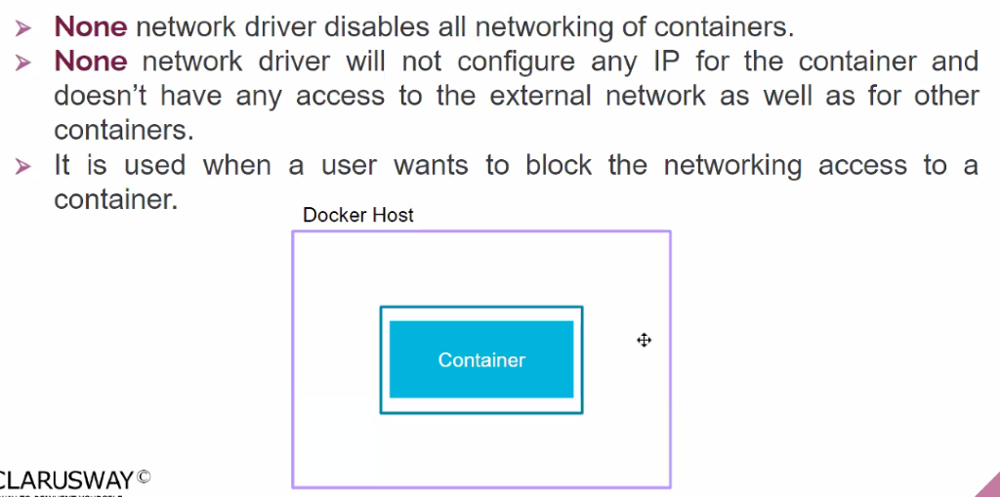 ➢ None network driver disables all networking of containers.
➢ None network driver will not configure any IP for the container and
doesn't have any access to the external network as well as for other
containers.
➢ It is used when a user wants to block the networking access to a
container.
Docker Host
Container
CLARUSWAY©